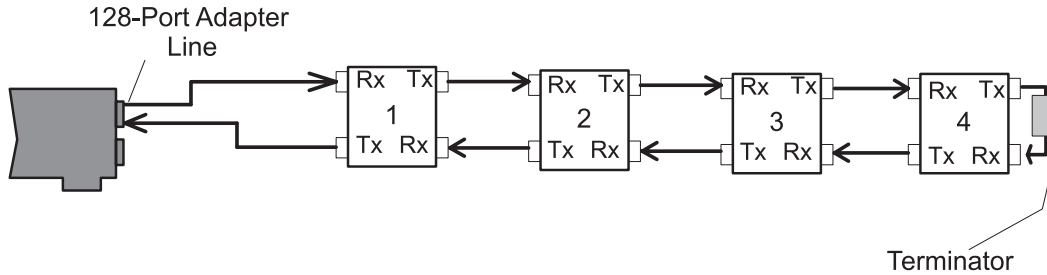 128-Port Adapter
Line
Rx Tx
1
Tx Rx
Rx Tx
2
Tx Rx
Rx Tx
3
Tx Rx
Rx Tx
4
Tx Rx
Terminator